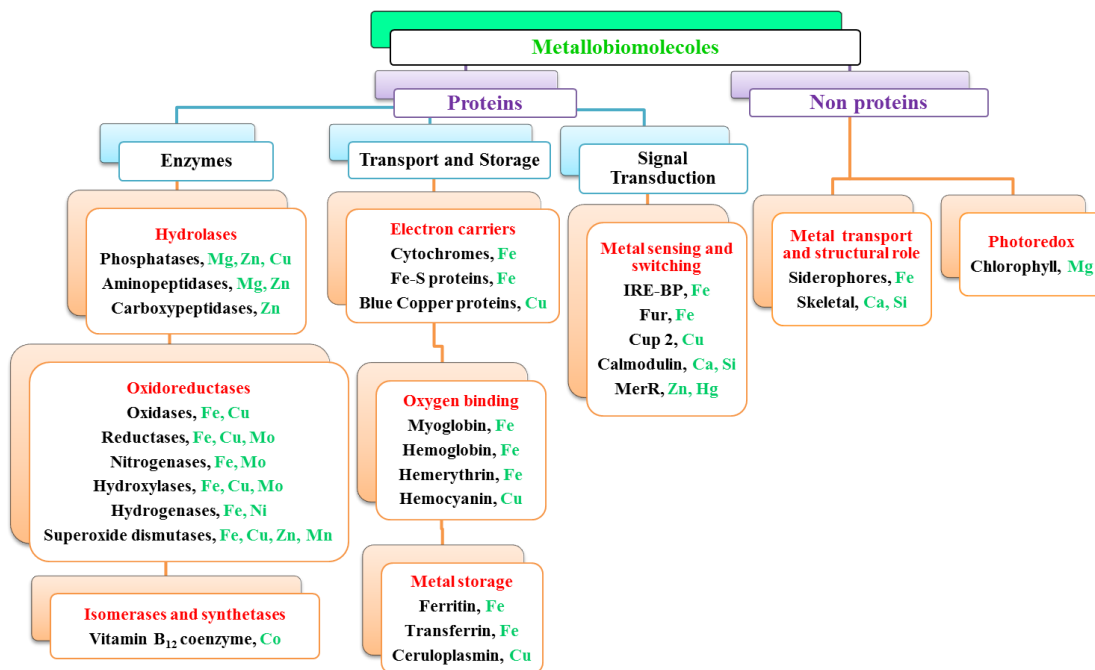 Metallobiomolecoles
Proteins
Non proteins
Enzymes
Transport and Storage
Signal
Transduction
Hydrolases
Phosphatases, Mg, Zn, Cu
Aminopeptidases, Mg, Zn
Carboxypeptidases, Zn
Oxidoreductases
Oxidases, Fe, Cu
Reductases, Fe, Cu, Mo
Nitrogenases, Fe, Mo
Hydroxylases, Fe, Cu, Mo
Hydrogenases, Fe, Ni
Superoxide dismutases, Fe, Cu, Zn, Mn
Isomerases and synthetases
Vitamin B₁₂ coenzyme, Co
Electron carriers
Cytochromes, Fe
Fe-S proteins, Fe
Blue Copper proteins, Cu
Oxygen binding
Myoglobin, Fe
Hemoglobin, Fe
Hemerythrin, Fe
Hemocyanin, Cu
Metal storage
Ferritin, Fe
Transferrin, Fe
Ceruloplasmin, Cu
Metal sensing and
switching
IRE-BP, Fe
Fur, Fe
Cup 2, Cu
Calmodulin, Ca, Si
MerR, Zn, Hg
Metal transport
and structural role
Siderophores, Fe
Skeletal, Ca, Si
Photoredox
Chlorophyll, Mg